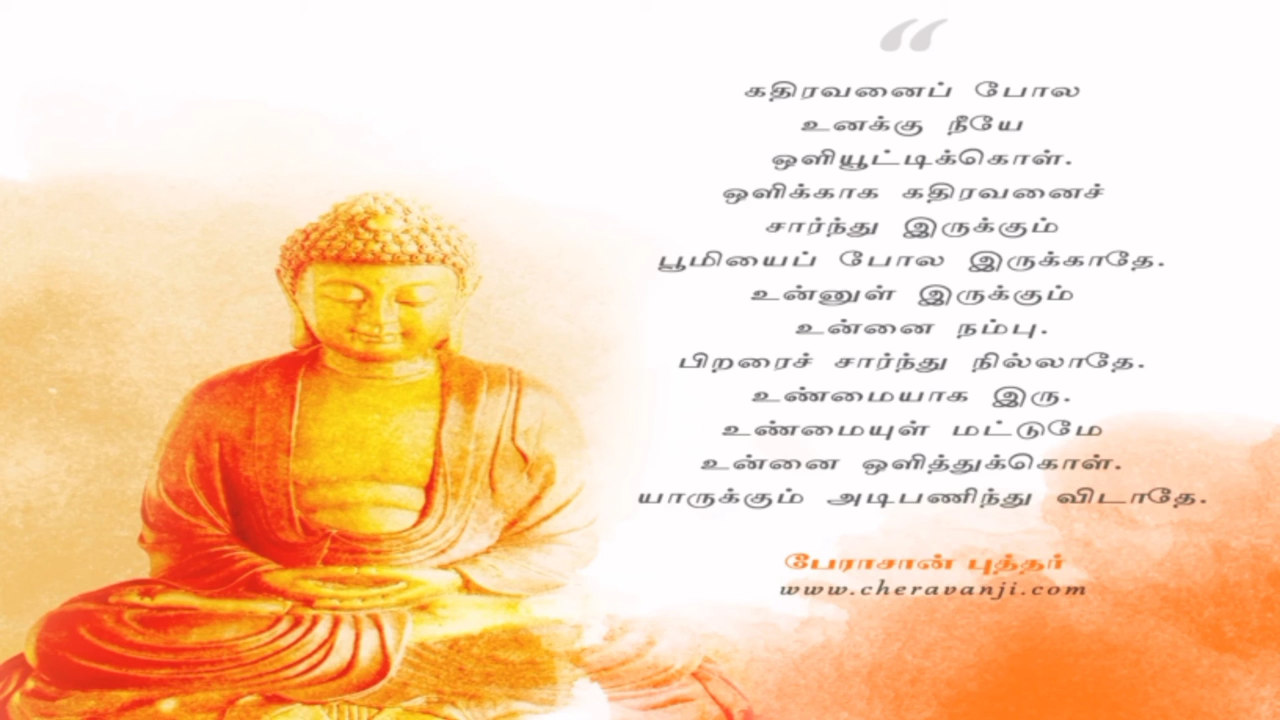 “
கதிரவனைப் போல
உனக்கு நீயே
ஒளியூட்டிக்கொள்.
ஒளிக்காக கதிரவனைச்
சார்ந்து இருக்கும்
பூமியைப் போல இருக்காதே.
உன்னுள் இருக்கும்
உன்னை நம்பு.
பிறரைச் சார்ந்து நில்லாதே.
உண்மையாக இரு.
உண்மையுள் மட்டுமே
உன்னை ஒளித்துக்கொள்.
யாருக்கும் அடிபணிந்து விடாதே.
பேராசான் புத்தர்
www.cheravanji.com